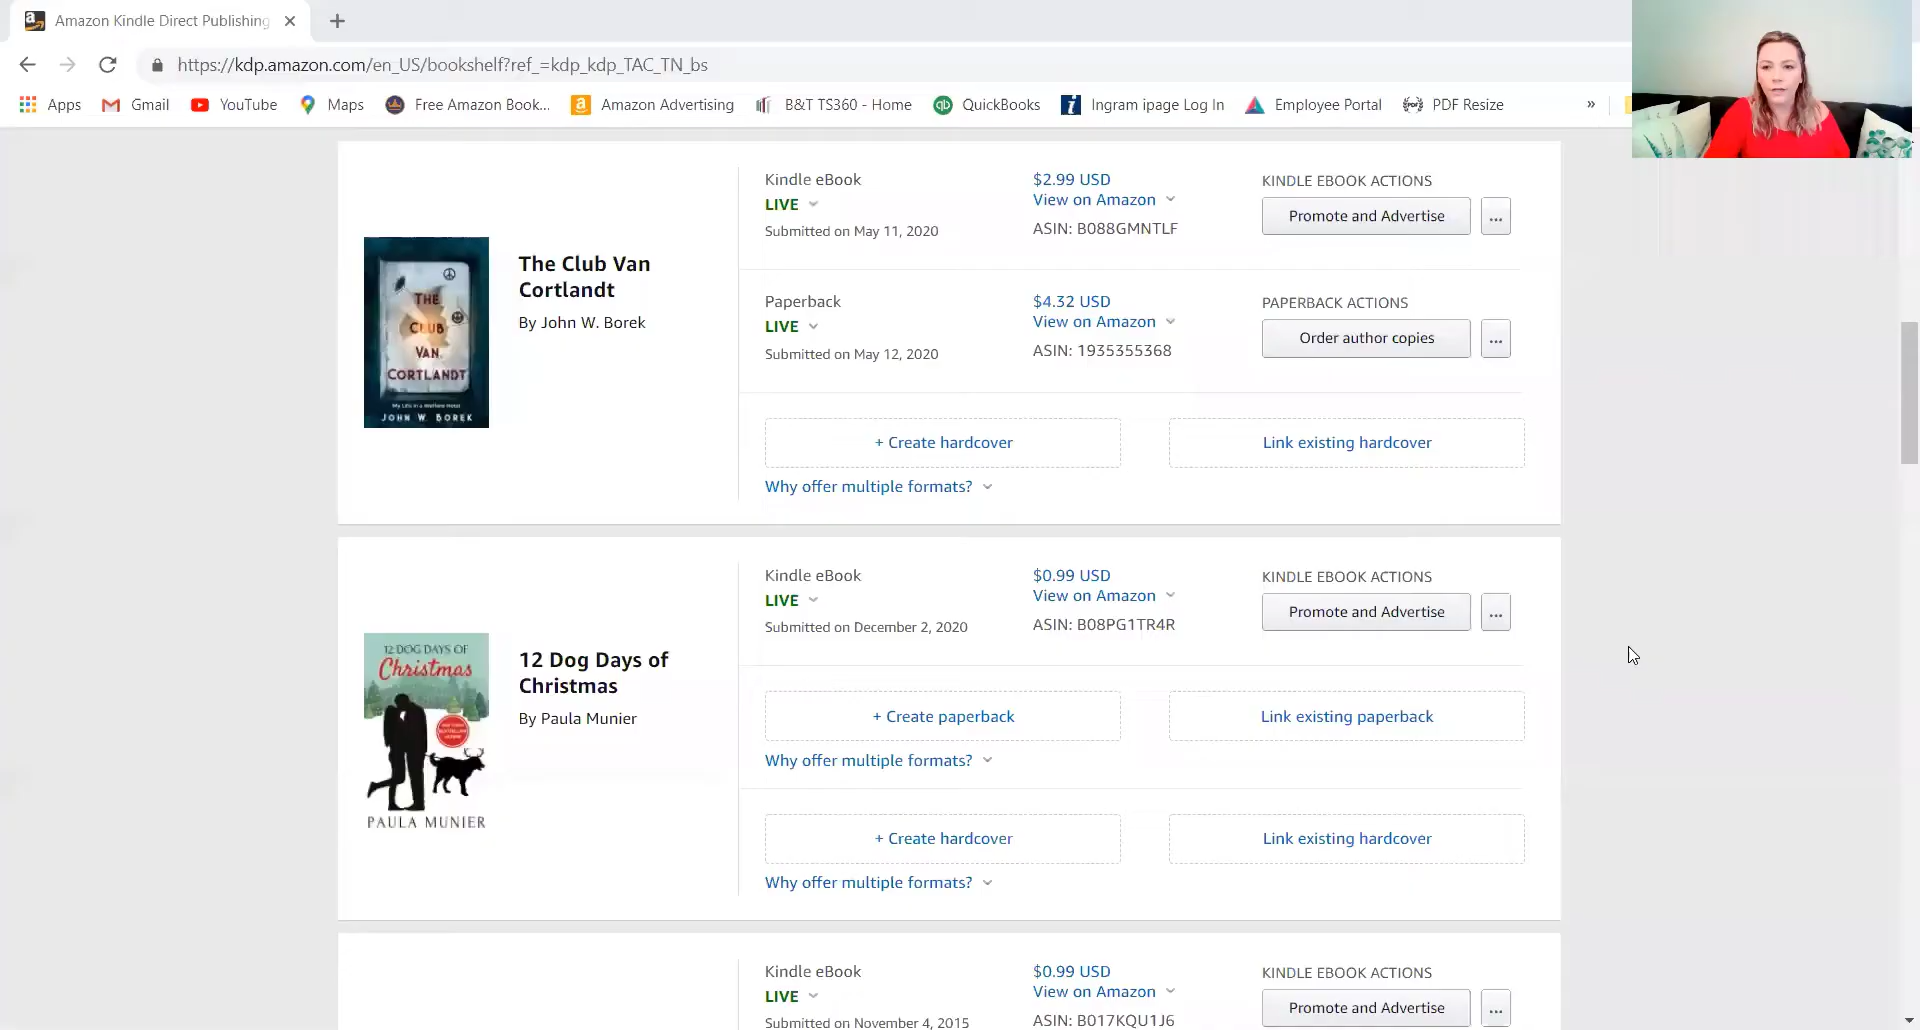 Amazon Kindle Direct Publishing
https://kdp.amazon.com/en_US/bookshelf?ref_=kdp_kdp_TAC_TN_bs
Apps Gmail YouTube Maps Free Amazon Book... Amazon Advertising B&T TS360 - Home QuickBooks Ingram ipage Log In Employee Portal PDF Resize »
THE
CLUB
VAN
CORTLANDT
My Life in a Welfare Hotel
JOHN W. BOREK
The Club Van
Cortlandt
By John W. Borek
Kindle eBook
LIVE
Submitted on May 11, 2020
$2.99 USD
View on Amazon
ASIN: B088GMNTLF
KINDLE EBOOK ACTIONS
Promote and Advertise ...
Paperback
LIVE
Submitted on May 12, 2020
$4.32 USD
View on Amazon
ASIN: 1935355368
PAPERBACK ACTIONS
Order author copies ...
+ Create hardcover
Link existing hardcover
Why offer multiple formats?
12 DOG DAYS OF
Christmas
PAULA MUNIER
12 Dog Days of
Christmas
By Paula Munier
Kindle eBook
LIVE
Submitted on December 2, 2020
$0.99 USD
View on Amazon
ASIN: B08PG1TR4R
KINDLE EBOOK ACTIONS
Promote and Advertise ...
+ Create paperback
Link existing paperback
Why offer multiple formats?
+ Create hardcover
Link existing hardcover
Why offer multiple formats?
Kindle eBook
LIVE
Submitted on November 4, 2015
$0.99 USD
View on Amazon
ASIN: B017KQU1J6
KINDLE EBOOK ACTIONS
Promote and Advertise ...